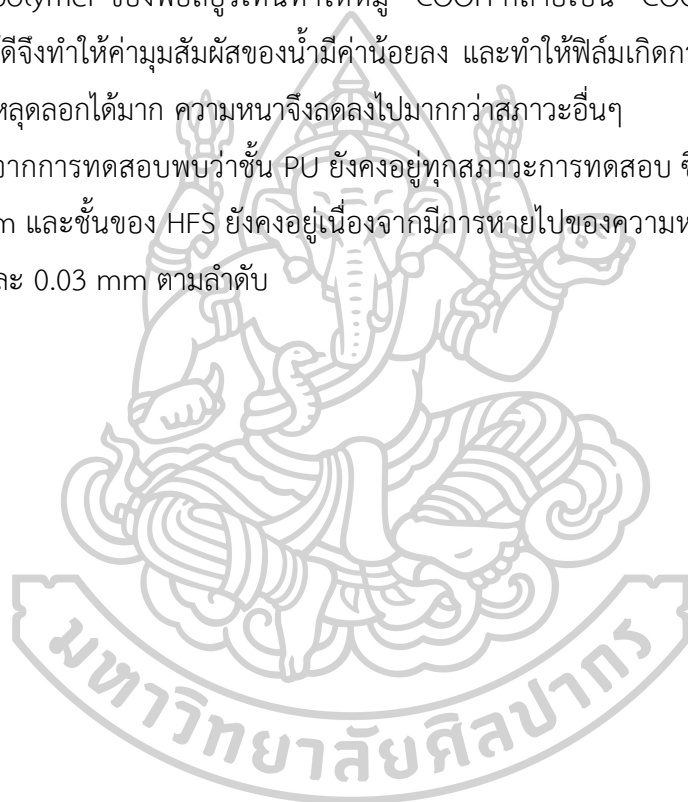 polymer ของพอลิยูรีเทนทำให้หมู่ -COOH กลายเป็น
ดีจึงทำให้ค่ามุมสัมผัสของน้ำมีค่าน้อยลง และทำให้ฟิล์มเกิด
หลุดลอกได้มาก ความหนาจึงลดลงไปมากกว่าสภาวะอื่นๆ
จากการทดสอบพบว่าชั้น PU ยังคงอยู่ทุกสภาวะการทดสอบ
และชั้นของ HFS ยังคงอยู่เนื่องจากมีการหายไปของ
0.03 mm ตามลำดับ
มหาวิทยาลัยศิลปากร